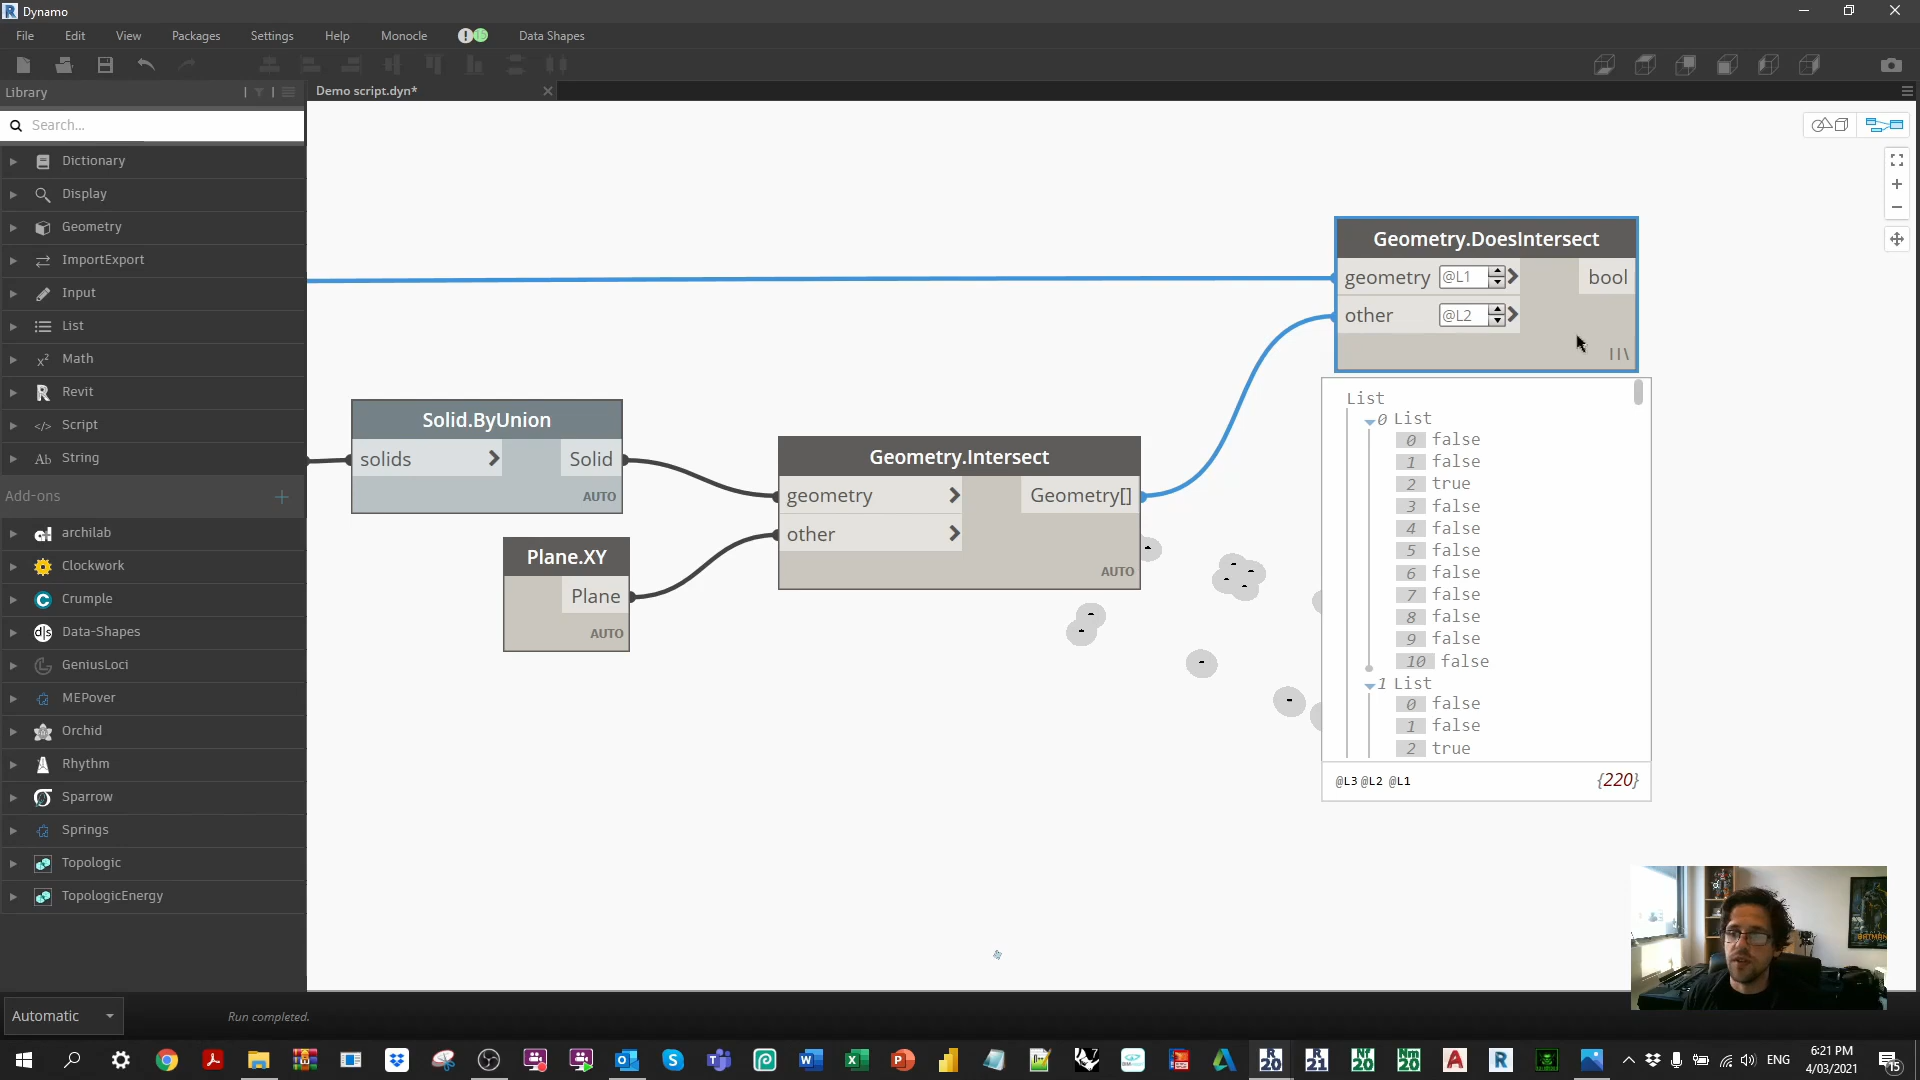 Dynamo
File Edit View Packages Settings Help Monocle Data Shapes
Library
Demo script.dyn*
Search...
Dictionary
Display
Geometry
ImportExport
Input
List
Math
Revit
Script
String
Add-ons
archilab
Clockwork
Crumple
Data-Shapes
GeniusLoci
MEPover
Orchid
Rhythm
Sparrow
Springs
Topologic
TopologicEnergy
Solid.ByUnion
solids Solid
AUTO
Plane.XY
Plane
AUTO
Geometry.Intersect
geometry Geometry[]
other
AUTO
Geometry.DoesIntersect
geometry @L1 bool
other @L2
List
0 List
0 false
1 false
2 true
3 false
4 false
5 false
6 false
7 false
8 false
9 false
10 false
1 List
0 false
1 false
2 true
@L3 @L2 @L1 {220}
Automatic
Run completed.
ENG
6:21 PM
4/03/2021
15